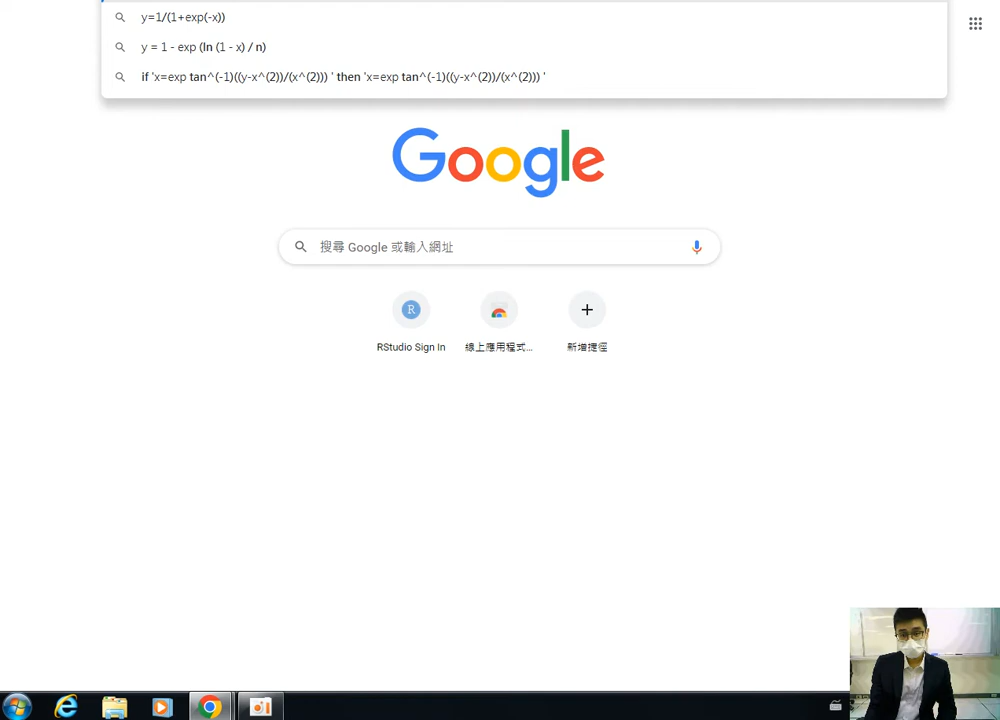 y=1/(1+exp(-x))
y = 1 - exp (ln (1 - x) / n)
if 'x=exp tan^(-1)((y-x^(2))/(x^(2))) ' then 'x=exp tan^(-1)((y-x^(2))/(x^(2))) '
Google
搜尋 Google 或輸入網址
R
RStudio Sign In
線上應用程式...
新增捷徑